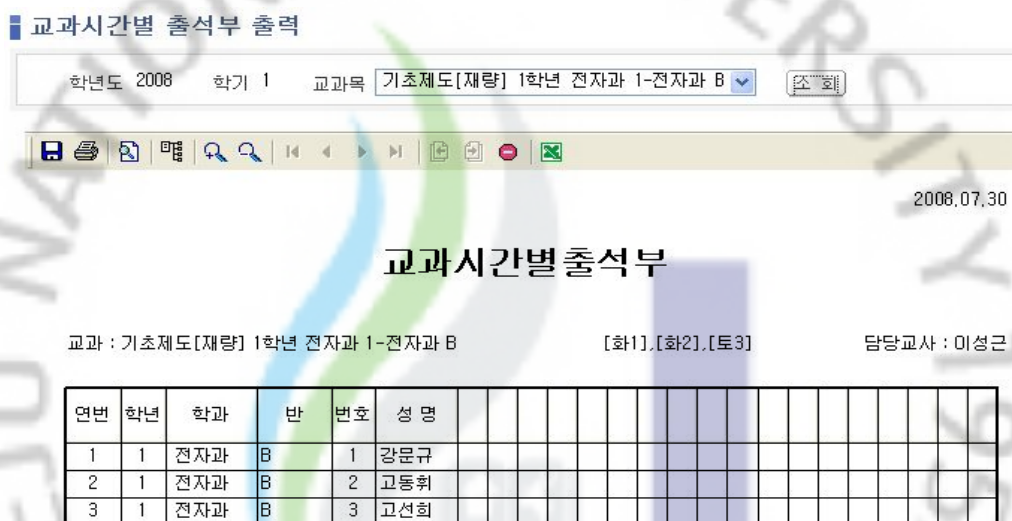 교과시간별 출석부 출력
학년도 2008 학기 1 교과목 기초제도[재량] 1학년 전자과 1-전자과 B 조 회
2008.07.30
교과시간별출석부
교과 : 기초제도[재량] 1학년 전자과 1-전자과 B [화1],[화2],[토3] 담당교사 : 이성근
연번 학년 학과 반 번호 성 명
1 1 전자과 B 1 강문규
2 1 전자과 B 2 고동휘
3 1 전자과 B 3 고선희